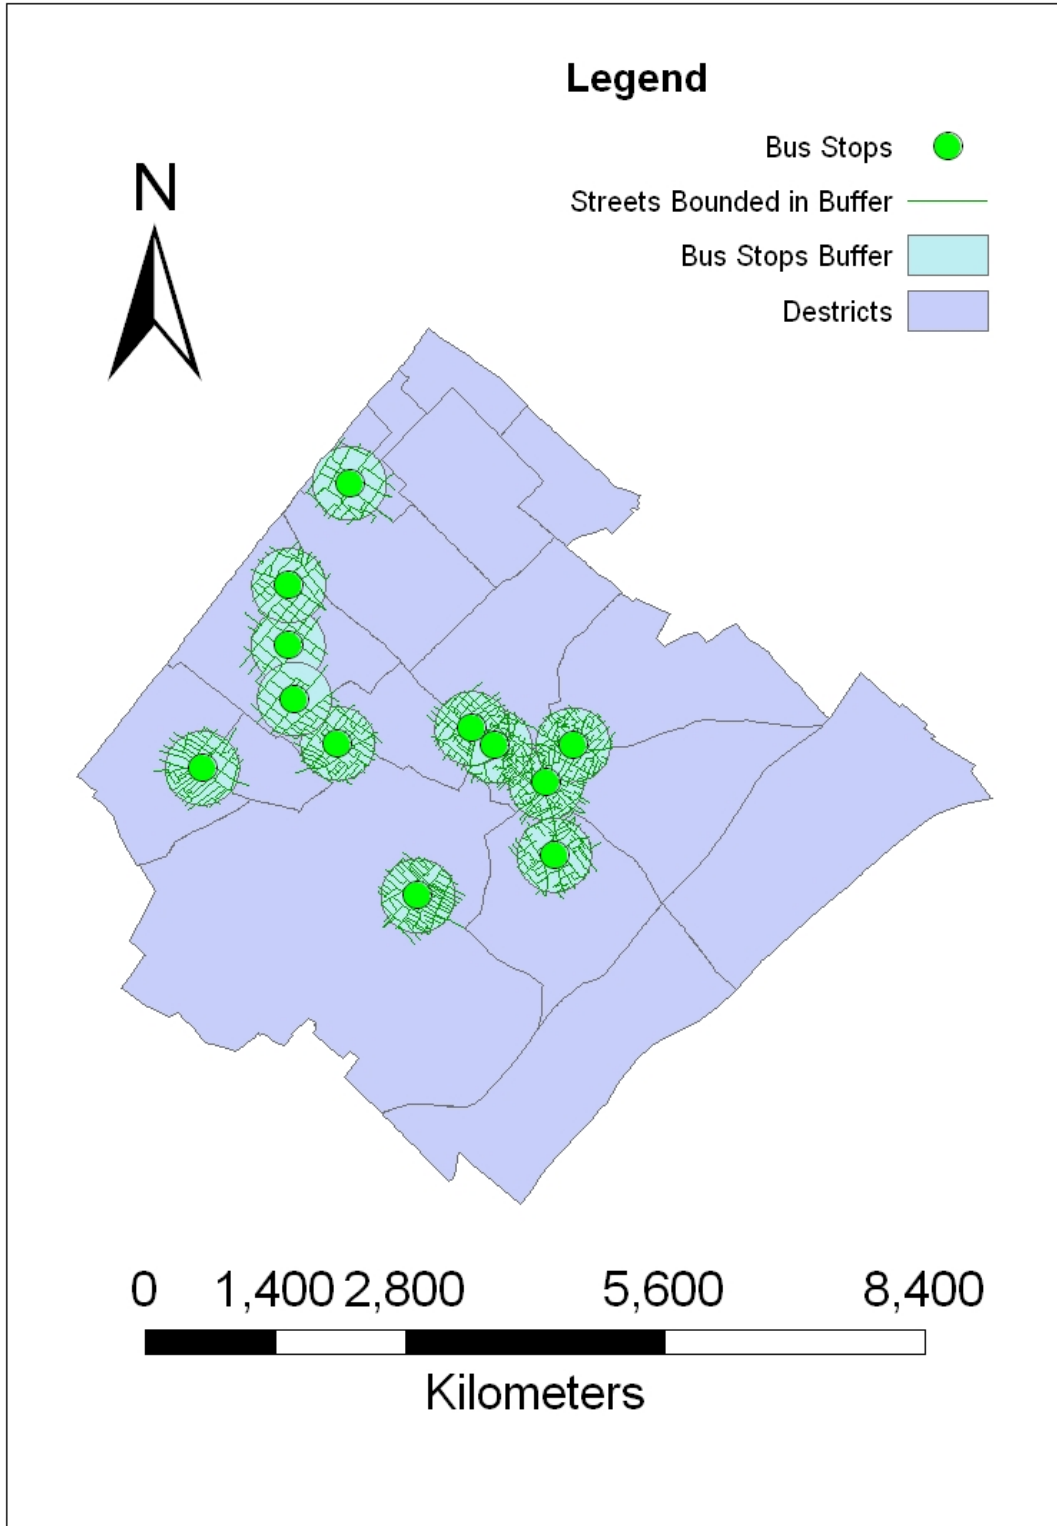 Legend
Bus Stops
N
Streets Bounded in Buffer
Bus Stops Buffer
Destricts
0 1,400 2,800 5,600 8,400
Kilometers